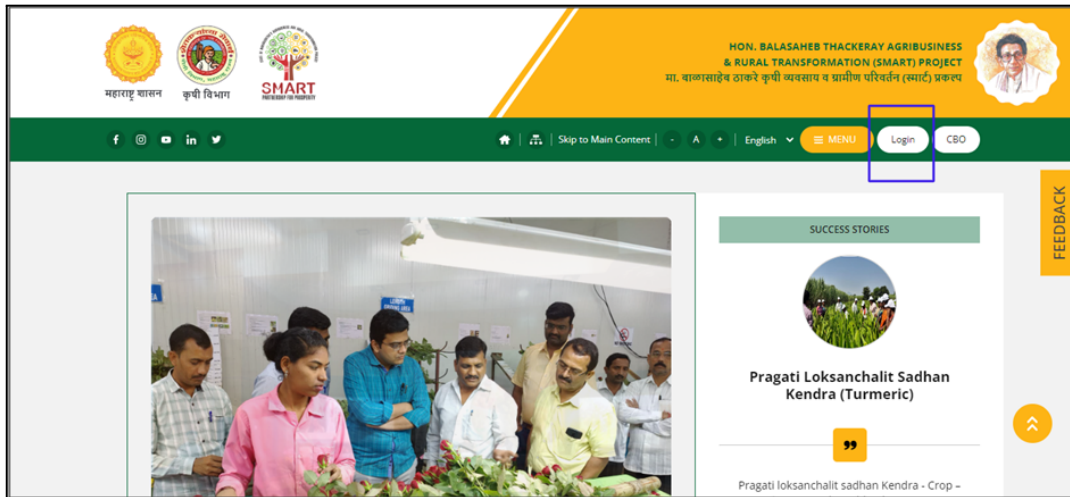 महाराष्ट्र शासन
कृषी विभाग
SMART
HON. BALASAHEB THACKERAY AGRIBUSINESS
& RURAL TRANSFORMATION (SMART) PROJECT
मा. बाळासाहेब ठाकरे कृषी व्यवसाय व ग्रामीण परिवर्तन (स्मार्ट) प्रकल्प
Skip to Main Content | - A + | English MENU Login CBO
FEEDBACK
SUCCESS STORIES
Pragati Loksanchalit Sadhan
Kendra (Turmeric)
Pragati loksanchalit sadhan Kendra - Crop –